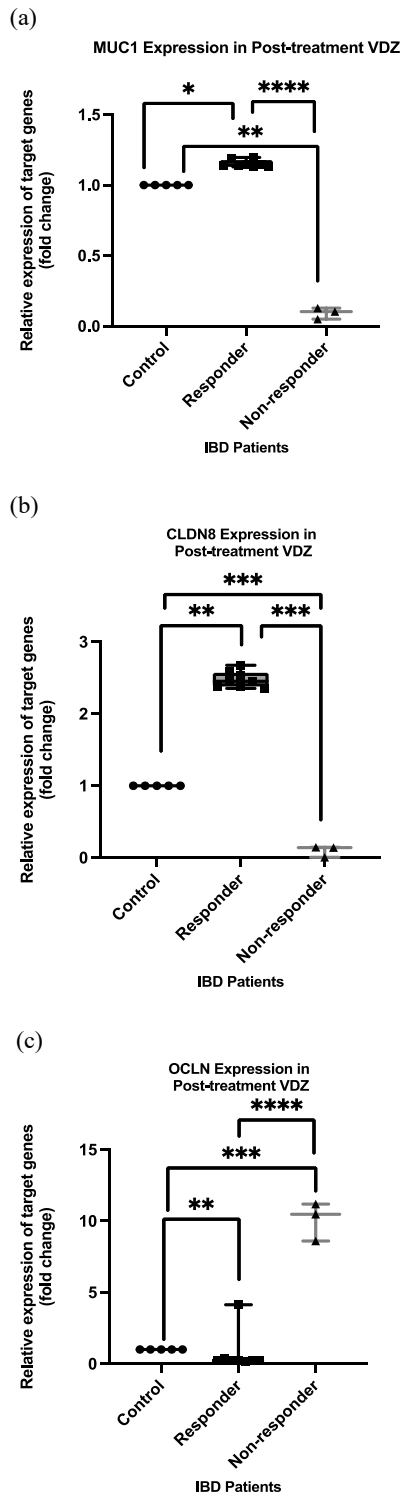 (a)
MUC1 Expression in Post-treatment VDZ
* ****
**
Relative expression of target genes
(fold change)
1.5
1.0
0.5
0.0
Control
Responder
Non-responder
IBD Patients
(b)
CLDN8 Expression in
Post-treatment VDZ
***
** ***
Relative expression of target genes
(fold change)
3
2
1
0
Control
Responder
Non-responder
IBD Patients
(c)
OCLN Expression in
Post-treatment VDZ
****
***
**
Relative expression of target genes
(fold change)
15
10
5
0
Control
Responder
Non-responder
IBD Patients